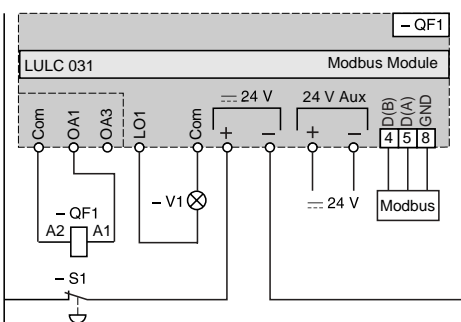 – QF1
LULC 031 Modbus Module
⎓ 24 V 24 V Aux
Com OA1 OA3 LO1 Com + – + – D(B) D(A) GND
4 5 8
– QF1
A2 A1
– V1
⎓ 24 V
Modbus
– S1